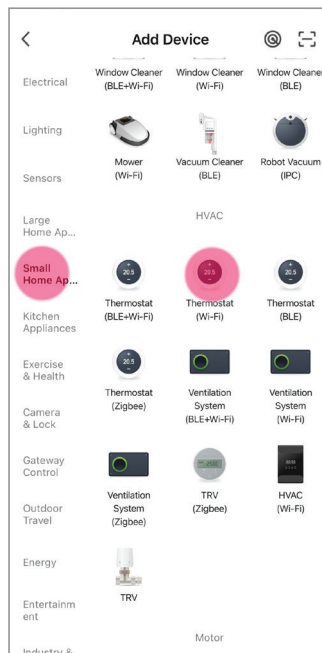 Add Device
Electrical
Lighting
Sensors
Large
Home Ap...
Small
Home Ap...
Kitchen
Appliances
Exercise
& Health
Camera
& Lock
Gateway
Control
Outdoor
Travel
Energy
Entertainm
ent
Industry &
Window Cleaner
(BLE+Wi-Fi)
Window Cleaner
(Wi-Fi)
Window Cleaner
(BLE)
Mower
(Wi-Fi)
Vacuum Cleaner
(BLE)
Robot Vacuum
(IPC)
HVAC
20.5
Thermostat
(BLE+Wi-Fi)
20.5
Thermostat
(Wi-Fi)
20.5
Thermostat
(BLE)
20.5
Thermostat
(Zigbee)
Ventilation
System
(BLE+Wi-Fi)
Ventilation
System
(Wi-Fi)
Ventilation
System
(Zigbee)
TRV
(Zigbee)
HVAC
(Wi-Fi)
TRV
Motor